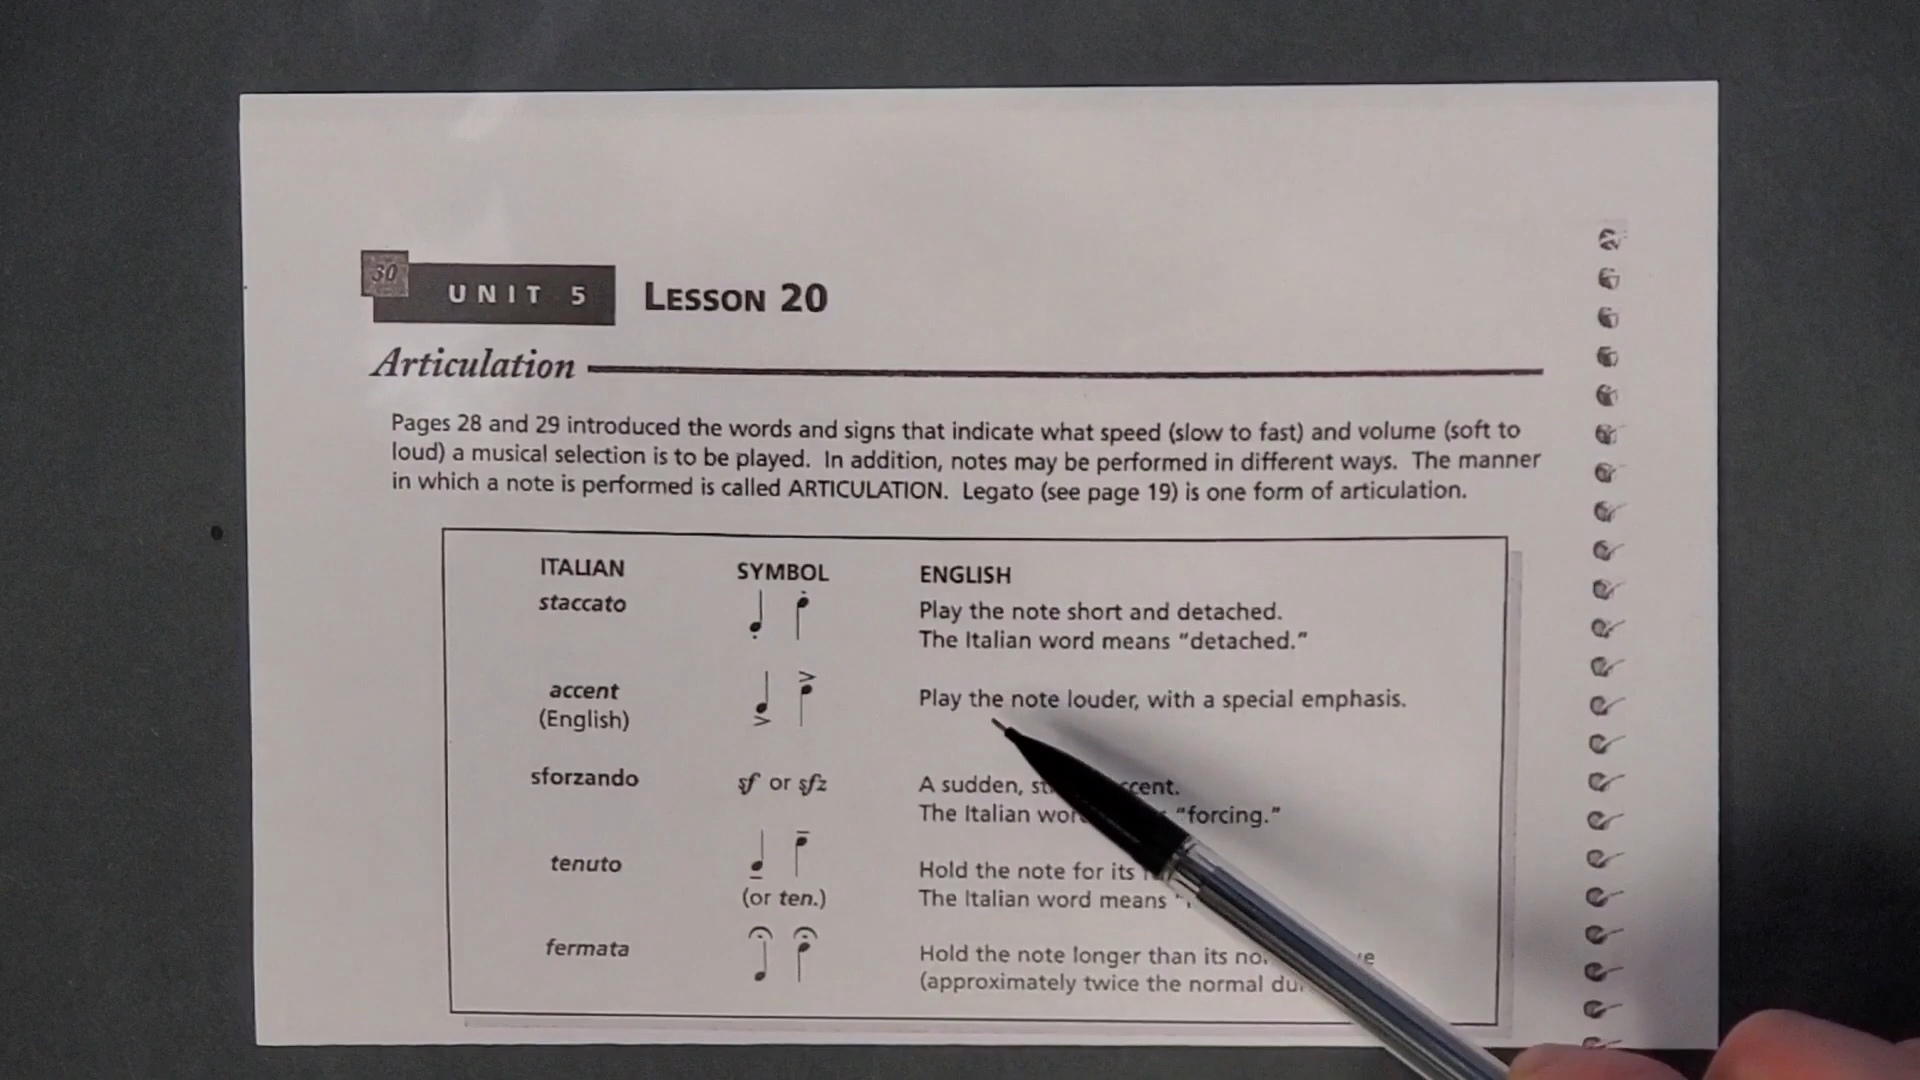 30
UNIT 5 LESSON 20
Articulation
Pages 28 and 29 introduced the words and signs that indicate what speed (slow to fast) and volume (soft to
loud) a musical selection is to be played. In addition, notes may be performed in different ways. The manner
in which a note is performed is called ARTICULATION. Legato (see page 19) is one form of articulation.
ITALIAN SYMBOL ENGLISH
staccato Play the note short and detached.
The Italian word means “detached.”
accent Play the note louder, with a special emphasis.
(English)
sforzando sf or sfz A sudden,
The Italian “forcing.”
tenuto Hold the note for its
(or ten.) The Italian word means
fermata Hold the note longer than its
(approximately twice the normal